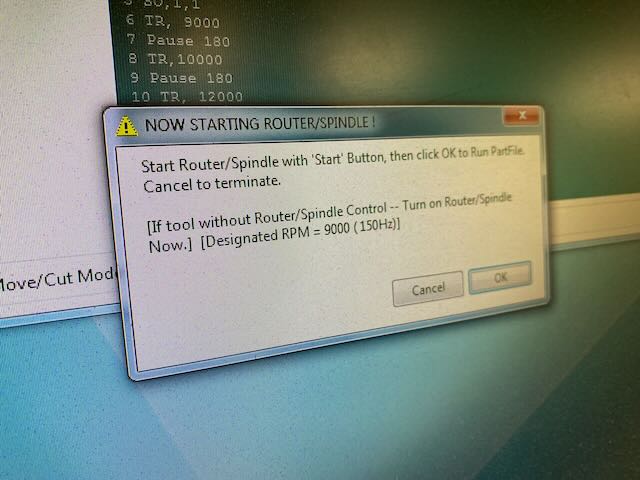 5 SO,1,1
6 TR, 9000
7 Pause 180
8 TR,10000
9 Pause 180
10 TR, 12000
NOW STARTING ROUTER/SPINDLE !
Start Router/Spindle with 'Start' Button, then click OK to Run PartFile.
Cancel to terminate.
[If tool without Router/Spindle Control -- Turn on Router/Spindle
Now.] [Designated RPM = 9000 (150Hz)]
Move/Cut Mode
Cancel
OK